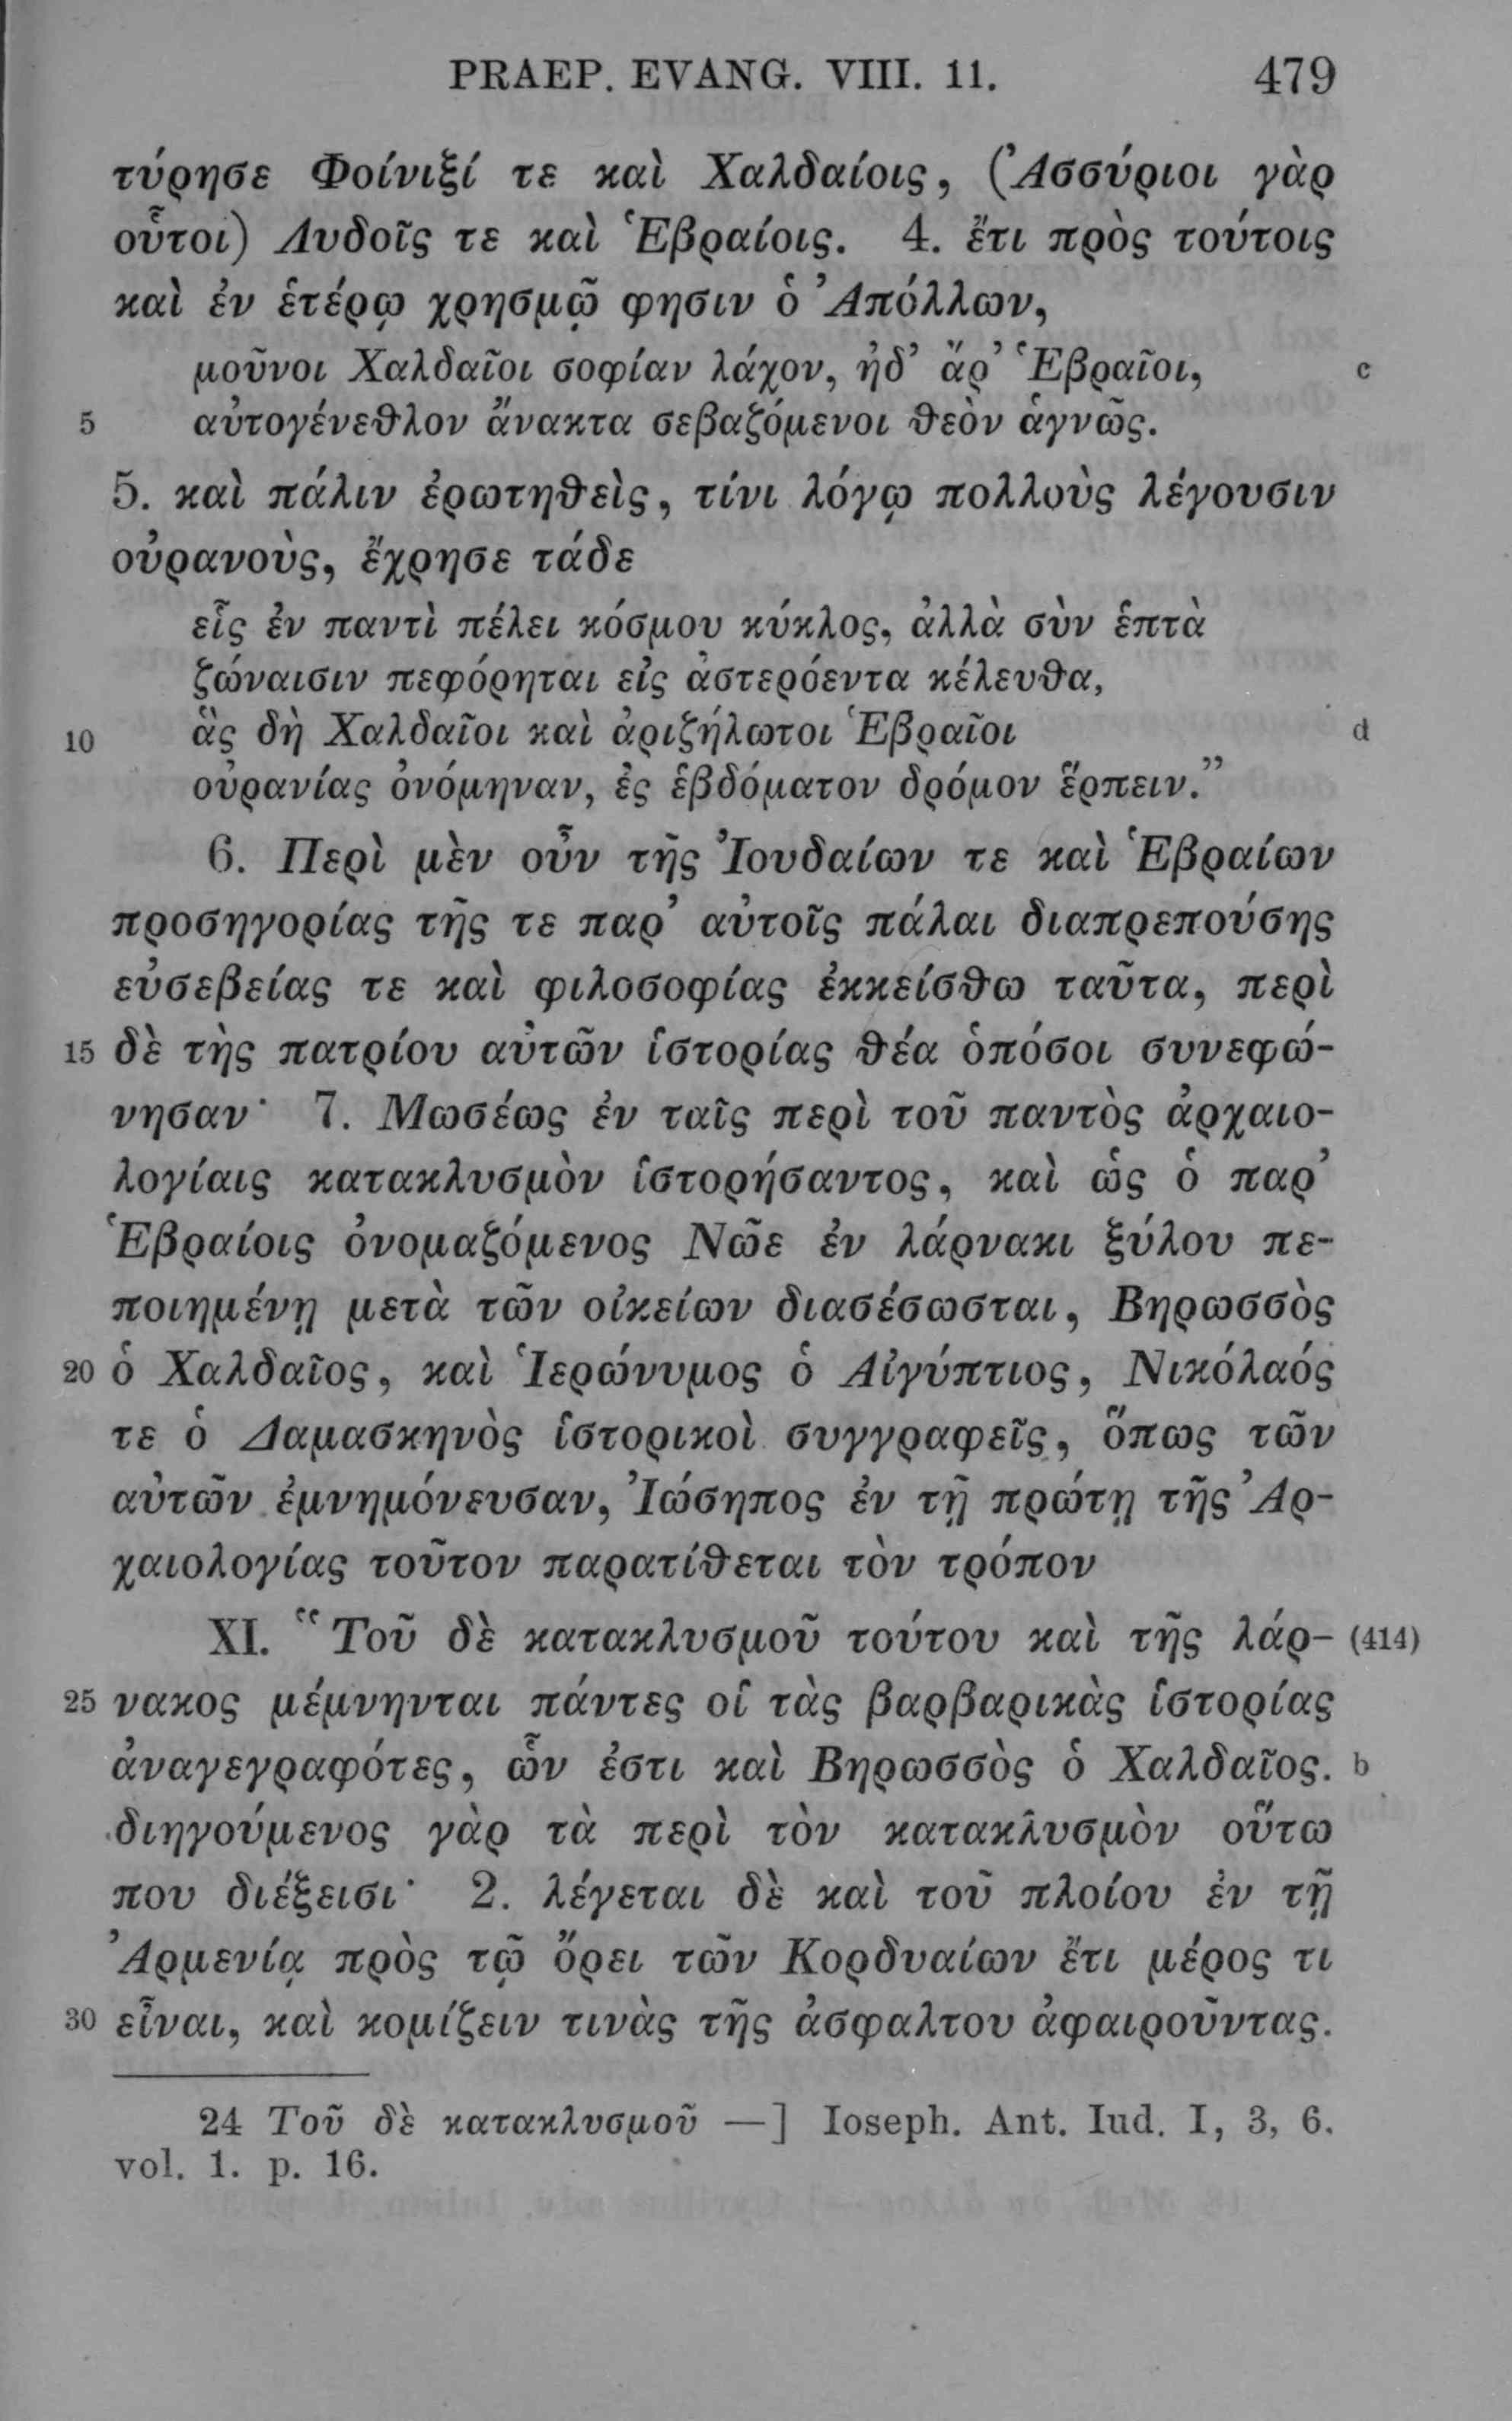 PRAEP. EVANG. VIII. 11. 479
τύρησε Φοίνιξί τε καὶ Χαλδαίοις, (Ἀσσύριοι γὰρ
οὗτοι) Λυδοῖς τε καὶ Ἑβραίοις. 4. ἔτι πρὸς τούτοις
καὶ ἐν ἑτέρῳ χρησμῷ φησιν ὁ Ἀπόλλων,
μοῦνοι Χαλδαῖοι σοφίαν λάχον, ἠδ’ ἄρ’ Ἑβραῖοι, c
5 αὐτογένεθλον ἄνακτα σεβαζόμενοι θεὸν ἁγνῶς.
5. καὶ πάλιν ἐρωτηθεὶς, τίνι λόγῳ πολλοὺς λέγουσιν
οὐρανοὺς, ἔχρησε τάδε
εἷς ἐν παντὶ πέλει κόσμου κύκλος, ἀλλὰ σὺν ἑπτὰ
ζώναισιν πεφόρηται εἰς ἀστερόεντα κέλευθα,
10 ἃς δὴ Χαλδαῖοι καὶ ἀριζήλωτοι Ἑβραῖοι d
οὐρανίας ὀνόμηναν, ἐς ἑβδόματον δρόμον ἕρπειν.”
6. Περὶ μὲν οὖν τῆς Ἰουδαίων τε καὶ Ἑβραίων
προσηγορίας τῆς τε παρ’ αὐτοῖς πάλαι διαπρεπούσης
εὐσεβείας τε καὶ φιλοσοφίας ἐκκείσθω ταῦτα, περὶ
15 δὲ τῆς πατρίου αὐτῶν ἱστορίας θέα ὁπόσοι συνεφώ-
νησαν· 7. Μωσέως ἐν ταῖς περὶ τοῦ παντὸς ἀρχαιο-
λογίαις κατακλυσμὸν ἱστορήσαντος, καὶ ὡς ὁ παρ’
Ἑβραίοις ὀνομαζόμενος Νῶε ἐν λάρνακι ξύλου πε-
ποιημένῃ μετὰ τῶν οἰκείων διασέσωσται, Βηρωσσὸς
20 ὁ Χαλδαῖος, καὶ Ἱερώνυμος ὁ Αἰγύπτιος, Νικόλαός
τε ὁ Δαμασκηνὸς ἱστορικοὶ συγγραφεῖς, ὅπως τῶν
αὐτῶν ἐμνημόνευσαν, Ἰώσηπος ἐν τῇ πρώτῃ τῆς Ἀρ-
χαιολογίας τοῦτον παρατίθεται τὸν τρόπον
XI. “Τοῦ δὲ κατακλυσμοῦ τούτου καὶ τῆς λάρ- (414)
25 νακος μέμνηνται πάντες οἱ τὰς βαρβαρικὰς ἱστορίας
ἀναγεγραφότες, ὧν ἐστι καὶ Βηρωσσὸς ὁ Χαλδαῖος. b
διηγούμενος γὰρ τὰ περὶ τὸν κατακλυσμὸν οὕτω
που διέξεισι· 2. λέγεται δὲ καὶ τοῦ πλοίου ἐν τῇ
Ἀρμενίᾳ πρὸς τῷ ὄρει τῶν Κορδυαίων ἔτι μέρος τι
30 εἶναι, καὶ κομίζειν τινὰς τῆς ἀσφαλτου ἀφαιροῦντας.
24 Τοῦ δὲ κατακλυσμοῦ —] Ioseph. Ant. Iud. I, 3, 6.
vol. 1. p. 16.